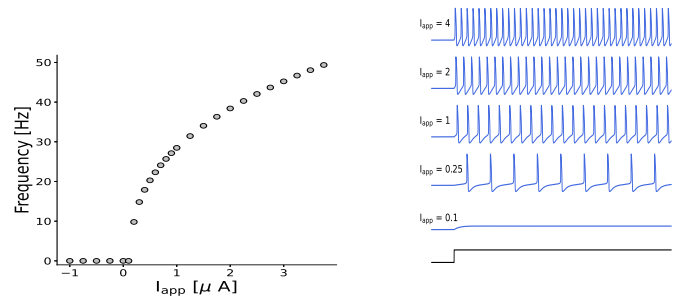 Frequency [Hz]
50
40
30
20
10
0
−1
0
1
2
3
I_app [μ A]
I_app = 4
I_app = 2
I_app = 1
I_app = 0.25
I_app = 0.1